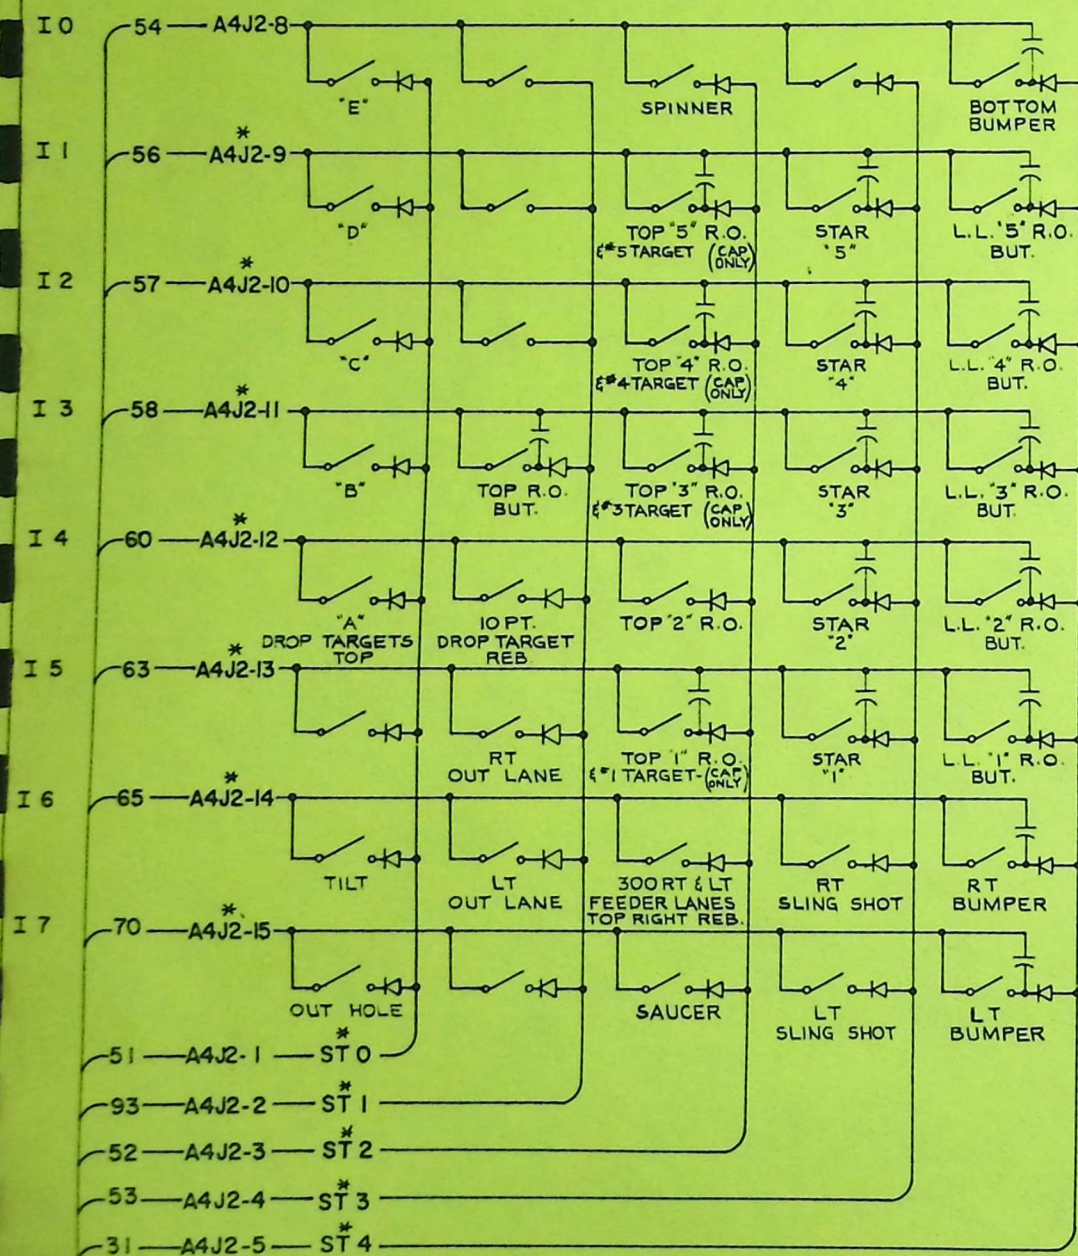 I 0 54 A4J2-8
"E" SPINNER BOTTOM
BUMPER
I 1 56 A4J2-9
*
"D" TOP "5" R.O. STAR L.L. "5" R.O.
&#5 TARGET (CAP ONLY) "5" BUT.
I 2 57 A4J2-10
*
"C" TOP "4" R.O. STAR L.L. "4" R.O.
&#4 TARGET (CAP ONLY) "4" BUT.
I 3 58 A4J2-11
*
"B" TOP R.O. TOP "3" R.O. STAR L.L. "3" R.O.
BUT. &#3 TARGET (CAP ONLY) "3" BUT.
I 4 60 A4J2-12
*
"A" 10 PT. TOP "2" R.O. STAR L.L. "2" R.O.
DROP TARGETS DROP TARGET "2" BUT.
TOP REB
I 5 63 A4J2-13
*
RT TOP "1" R.O. STAR L.L. "1" R.O.
OUT LANE &#1 TARGET-(CAP ONLY) "1" BUT.
I 6 65 A4J2-14
*
TILT LT 300 RT & LT RT RT
OUT LANE FEEDER LANES SLING SHOT BUMPER
TOP RIGHT REB.
I 7 70 A4J2-15
*
OUT HOLE SAUCER LT LT
SLING SHOT BUMPER
51 A4J2-1 ST 0
*
93 A4J2-2 ST 1
*
52 A4J2-3 ST 2
*
53 A4J2-4 ST 3
*
31 A4J2-5 ST 4